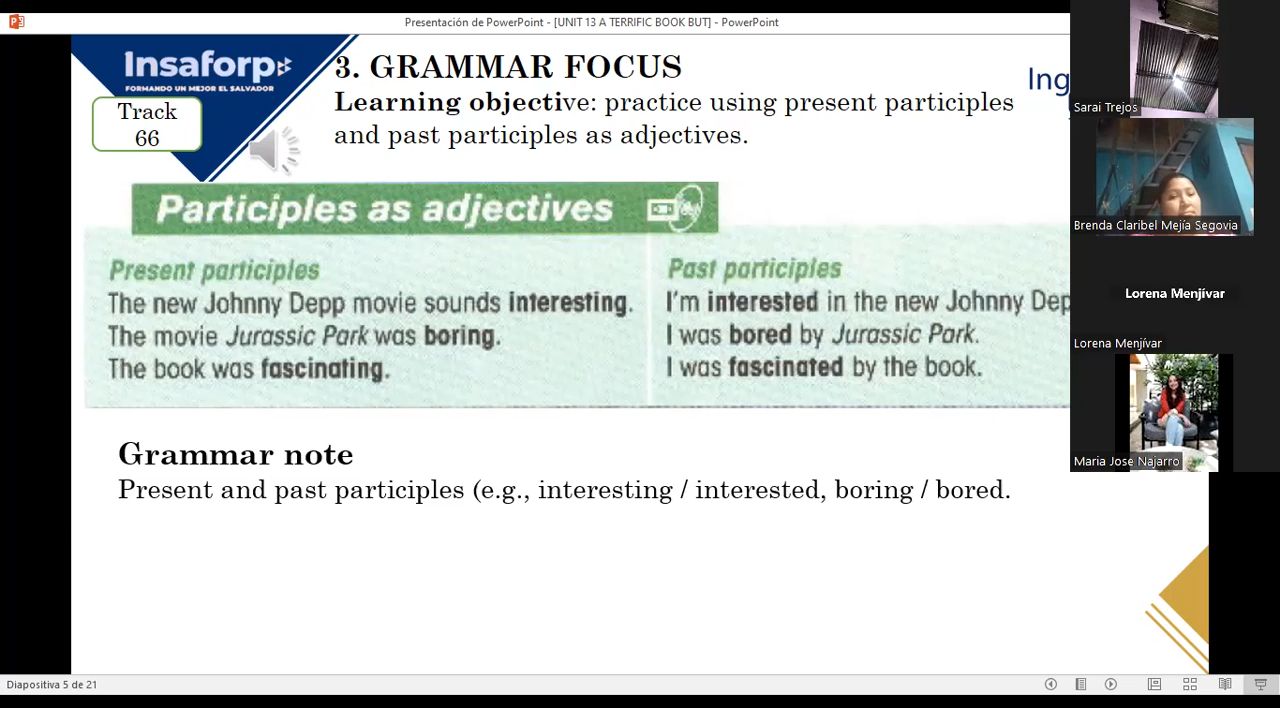 Presentación de PowerPoint - [UNIT 13 A TERRIFIC BOOK BUT] - PowerPoint
Insaforp
FORMANDO UN MEJOR EL SALVADOR
Track
66
3. GRAMMAR FOCUS
Learning objective: practice using present participles
and past participles as adjectives.
Ing
Participles as adjectives
Present participles
The new Johnny Depp movie sounds interesting.
The movie Jurassic Park was boring.
The book was fascinating.
Past participles
I'm interested in the new Johnny Dep
I was bored by Jurassic Park.
I was fascinated by the book.
Grammar note
Present and past participles (e.g., interesting / interested, boring / bored.
Sarai Trejos
Brenda Claribel Mejía Segovia
Lorena Menjívar
Lorena Menjívar
Maria Jose Najarro
Diapositiva 5 de 21